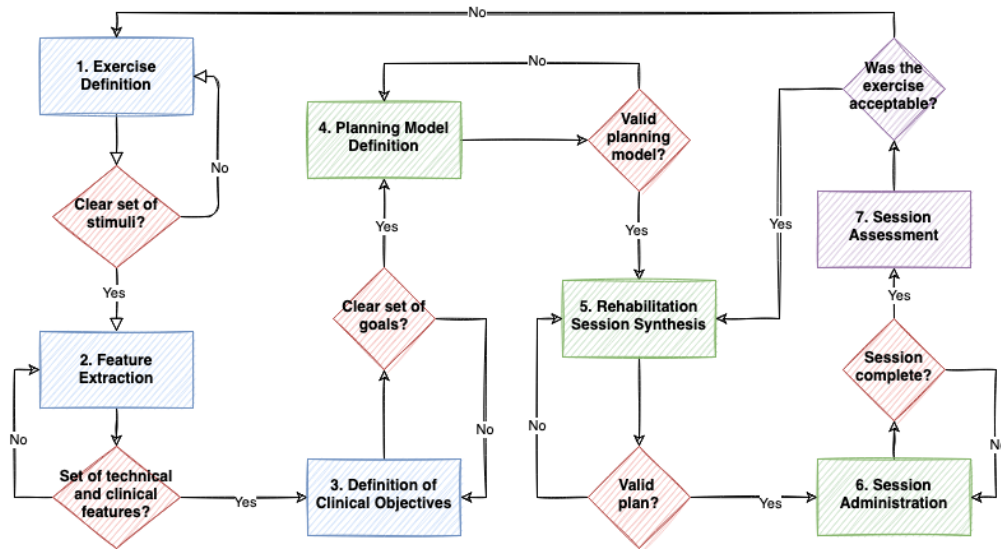 No
1. Exercise
Definition
No
Clear set of
stimuli?
Yes
2. Feature
Extraction
No
Set of technical
and clinical
features?
Yes
3. Definition of
Clinical Objectives
Clear set of
goals?
No
Yes
4. Planning Model
Definition
No
Valid
planning
model?
Yes
5. Rehabilitation
Session Synthesis
No
Valid
plan?
Yes
6. Session
Administration
Session
complete?
No
Yes
7. Session
Assessment
Was the
exercise
acceptable?
Yes